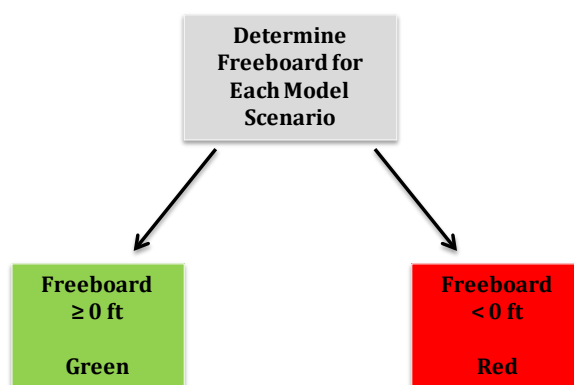 Determine
Freeboard for
Each Model
Scenario
Freeboard
≥ 0 ft
Green
Freeboard
< 0 ft
Red